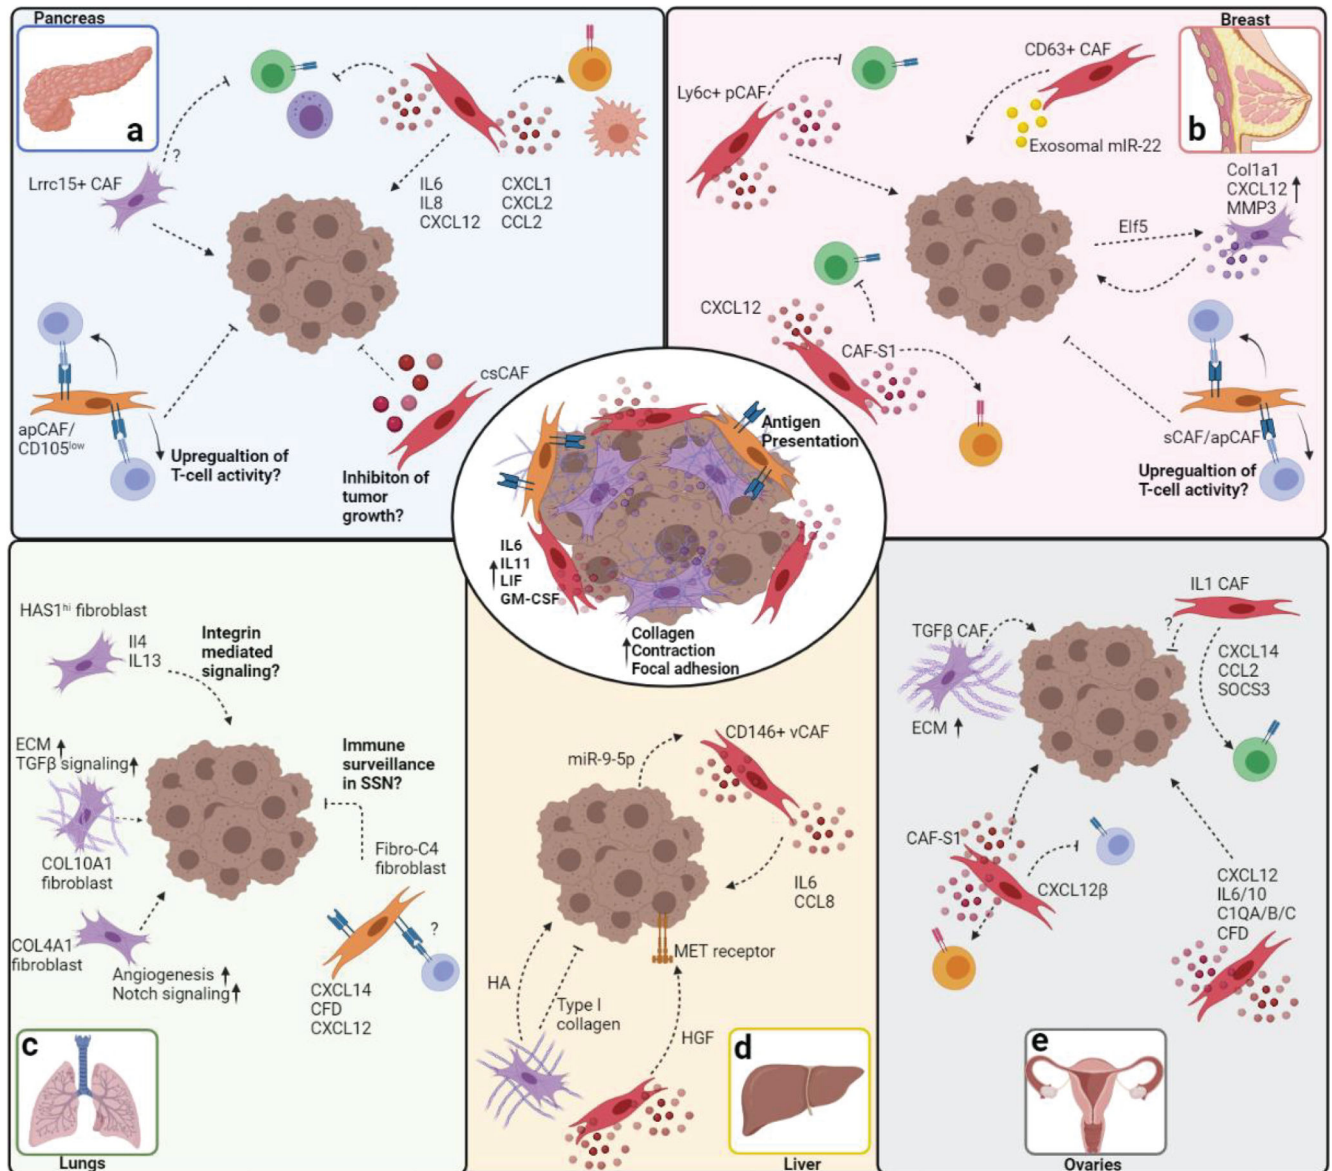 Pancreas
a
Lrrc15+ CAF
?
IL6
IL8
CXCL12
CXCL1
CXCL2
CCL2
apCAF/
CD105low
Upregualtion of
T-cell activity?
csCAF
Inhibiton of
tumor
growth?
Breast
b
Ly6c+ pCAF
CD63+ CAF
Exosomal mIR-22
Col1a1
CXCL12
MMP3
Elf5
CXCL12
CAF-S1
sCAF/apCAF
Upregualtion of
T-cell activity?
Antigen
Presentation
IL6
IL11
LIF
GM-CSF
Collagen
Contraction
Focal adhesion
HAS1hi fibroblast
Il4
IL13
Integrin
mediated
signaling?
ECM
TGFβ signaling
Immune
surveillance
in SSN?
COL10A1
fibroblast
Fibro-C4
fibroblast
COL4A1
fibroblast
Angiogenesis
Notch signaling
?
CXCL14
CFD
CXCL12
c
Lungs
CD146+ vCAF
miR-9-5p
IL6
CCL8
MET receptor
HA
Type I
collagen
HGF
d
Liver
IL1 CAF
TGFβ CAF
?
CXCL14
CCL2
SOCS3
ECM
CAF-S1
CXCL12β
CXCL12
IL6/10
C1QA/B/C
CFD
e
Ovaries